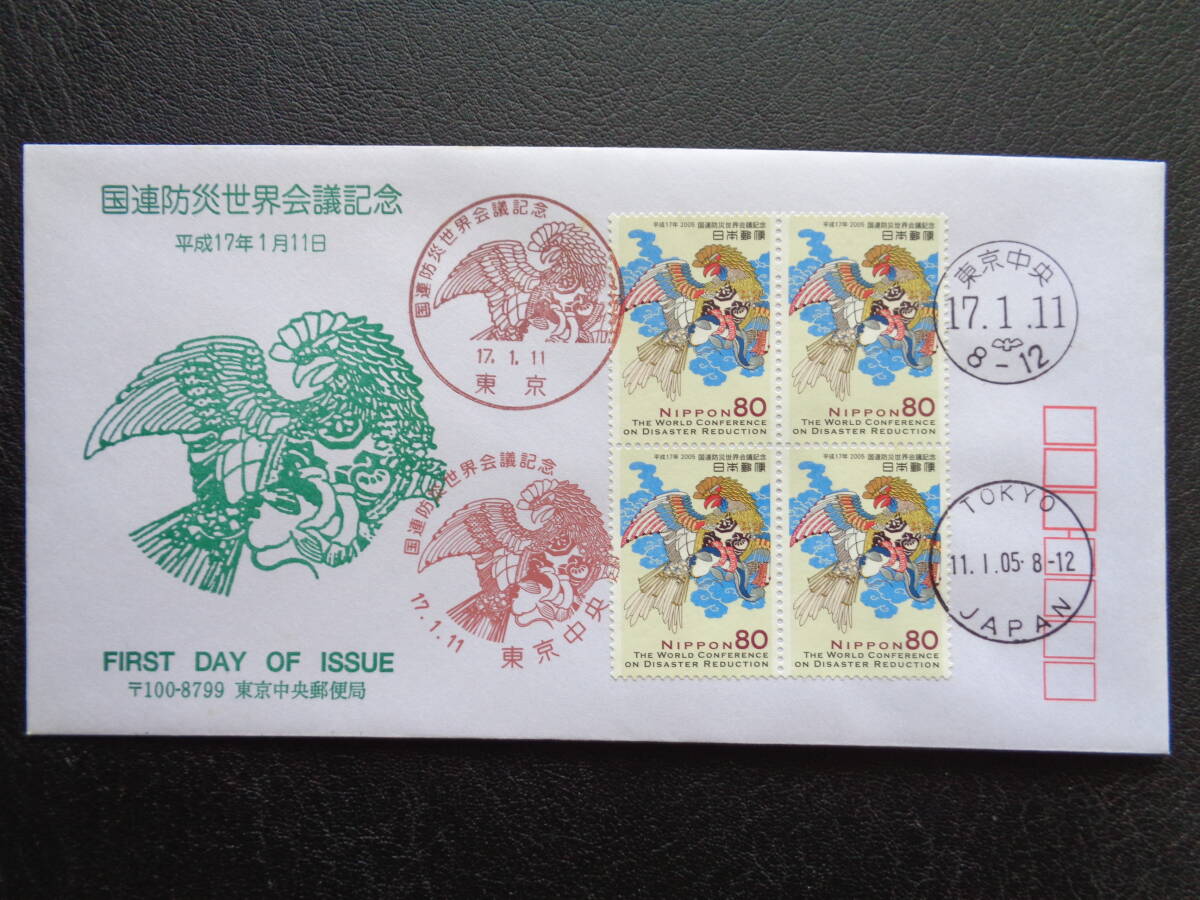 国連防災世界会議記念
平成17年1月11日
FIRST DAY OF ISSUE
〒100-8799 東京中央郵便局
国連防災世界会議記念
17.1.11
東京
国連防災世界会議記念
17.1.11
東京中央
平成17年 2005 国連防災世界会議記念
日本郵便
NIPPON 80
THE WORLD CONFERENCE
ON DISASTER REDUCTION
平成17年 2005 国連防災世界会議記念
日本郵便
NIPPON 80
THE WORLD CONFERENCE
ON DISASTER REDUCTION
平成17年 2005 国連防災世界会議記念
日本郵便
NIPPON 80
THE WORLD CONFERENCE
ON DISASTER REDUCTION
平成17年 2005 国連防災世界会議記念
日本郵便
NIPPON 80
THE WORLD CONFERENCE
ON DISASTER REDUCTION
東京中央
17.1.11
8-12
TOKYO
11.I.05·8-12
JAPAN